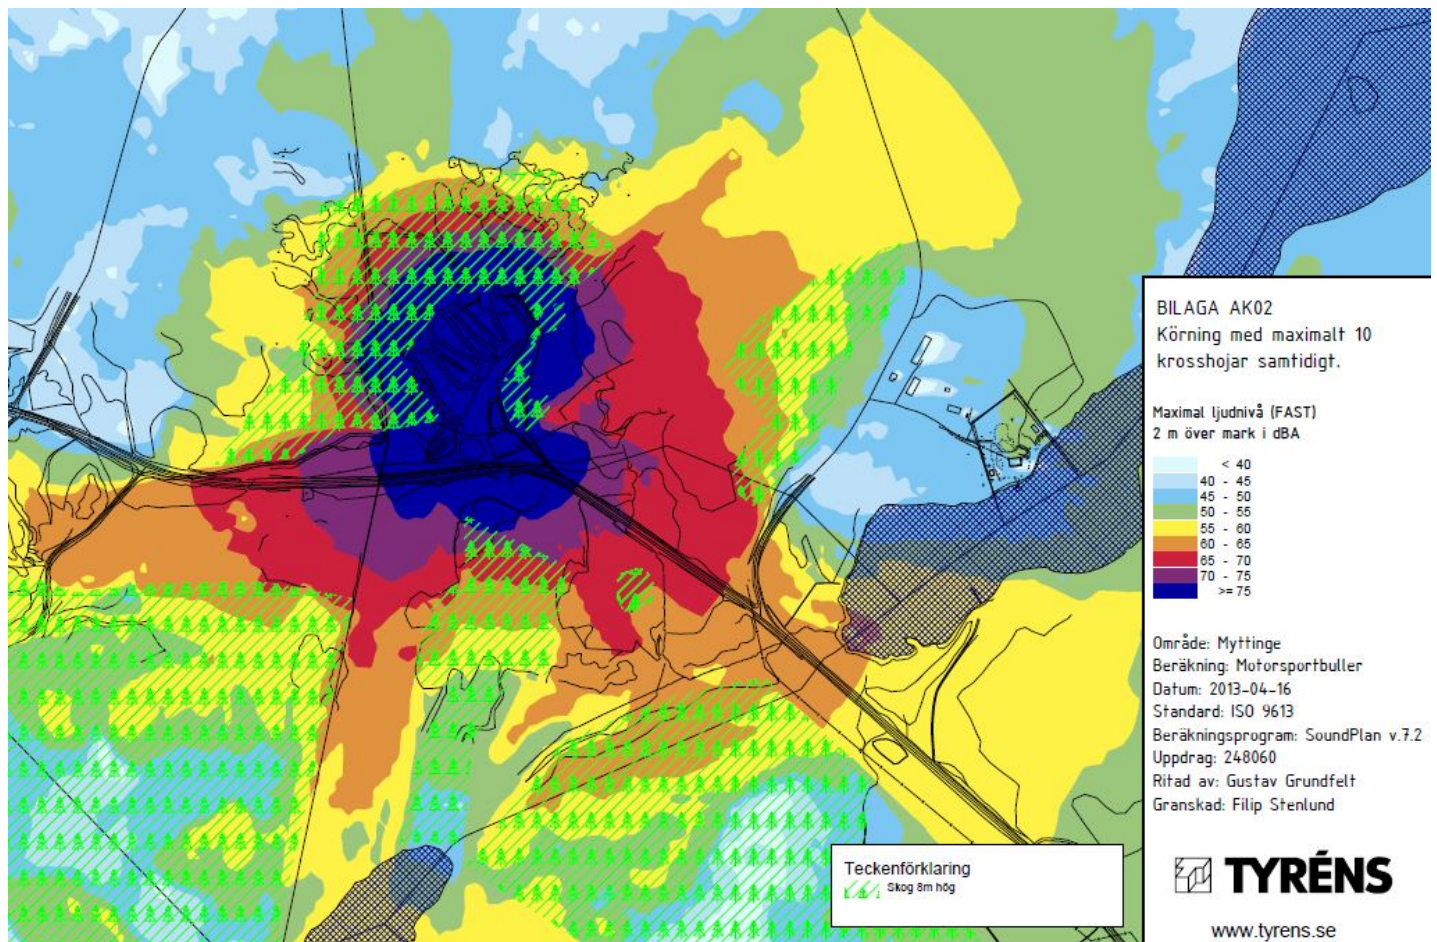 BILAGA AK02
Körning med maximalt 10
krosshojar samtidigt.
Maximal ljudnivå (FAST)
2 m över mark i dBA
< 40
40 - 45
45 - 50
50 - 55
55 - 60
60 - 65
65 - 70
70 - 75
>= 75
Område: Myttinge
Beräkning: Motorsportbuller
Datum: 2013-04-16
Standard: ISO 9613
Beräkningsprogram: SoundPlan v.7.2
Uppdrag: 248060
Ritad av: Gustav Grundfelt
Granskad: Filip Stenlund
Teckenförklaring
Skog 8m hög
TYRÉNS
www.tyrens.se